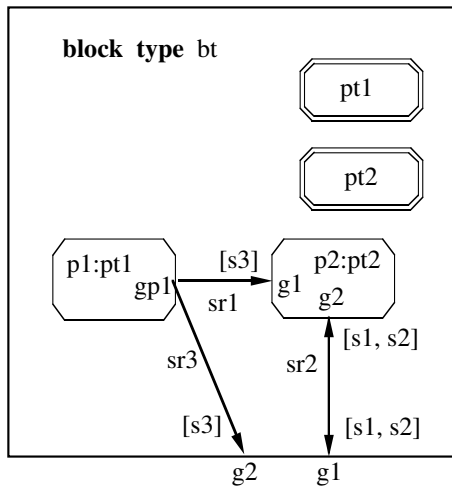 block type bt
pt1
pt2
p1:pt1
gp1
[s3]
sr1
p2:pt2
g1
g2
sr3
sr2
[s1, s2]
[s3]
[s1, s2]
g2
g1